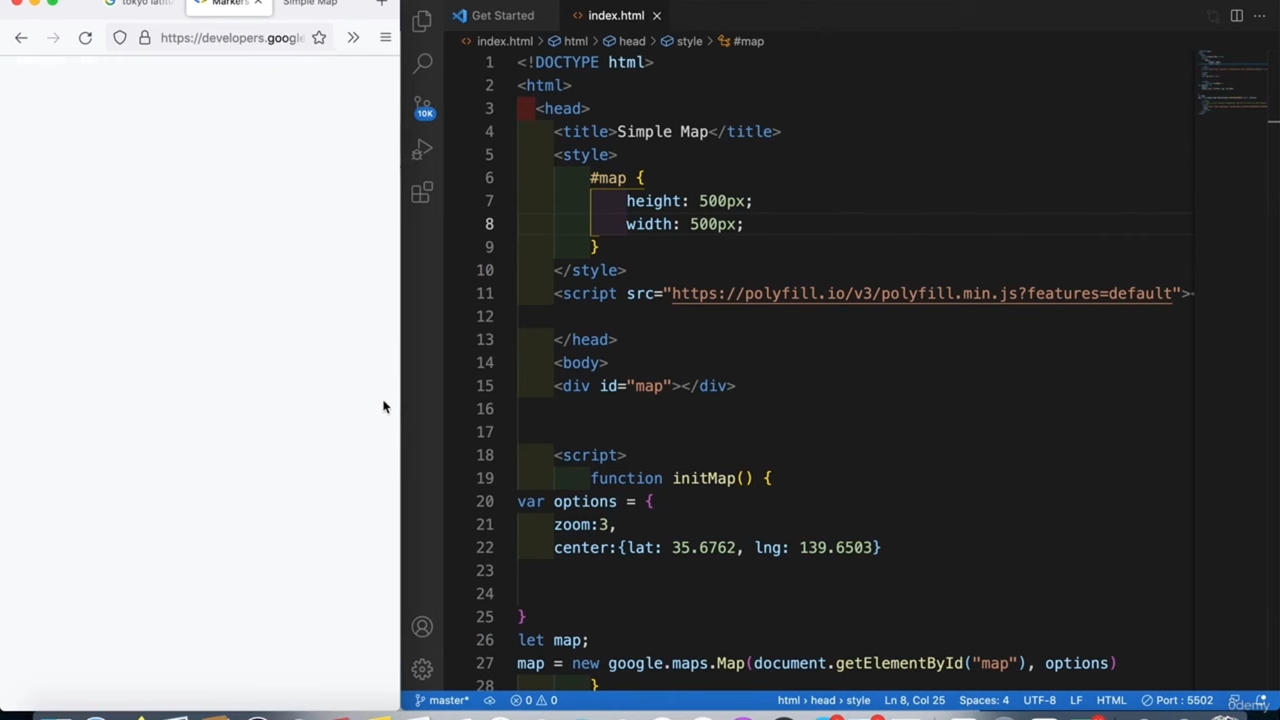 tokyo latitu
Markers
Simple Map
https://developers.google
Get Started
index.html
index.html > html > head > style > #map
10K
1 <!DOCTYPE html>
2 <html>
3 <head>
4 <title>Simple Map</title>
5 <style>
6 #map {
7 height: 500px;
8 width: 500px;
9 }
10 </style>
11 <script src="https://polyfill.io/v3/polyfill.min.js?features=default"><
12
13 </head>
14 <body>
15 <div id="map"></div>
16
17
18 <script>
19 function initMap() {
20 var options = {
21 zoom:3,
22 center:{lat: 35.6762, lng: 139.6503}
23
24
25 }
26 let map;
27 map = new google.maps.Map(document.getElementById("map"), options)
28 }
master* 0 0 html > head > style Ln 8, Col 25 Spaces: 4 UTF-8 LF HTML Port : 5502
udemy